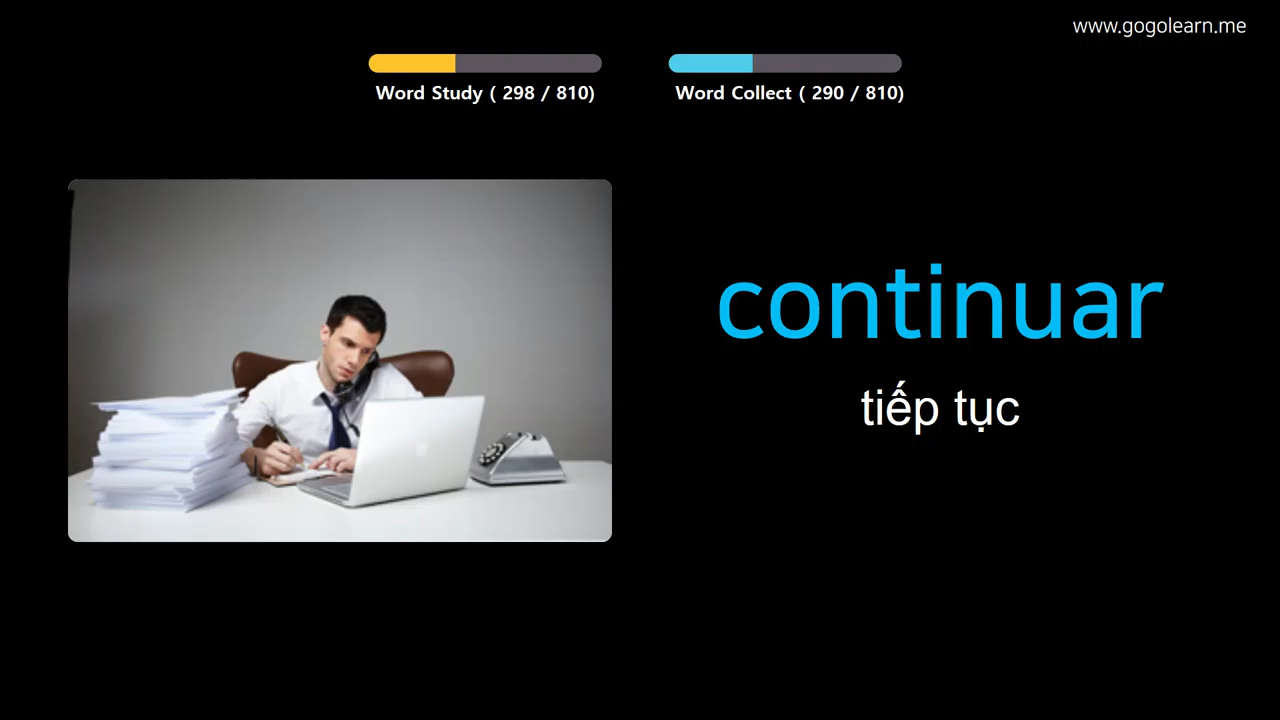 www.gogolearn.me
Word Study ( 298 / 810)
Word Collect ( 290 / 810)
continuar
tiếp tục